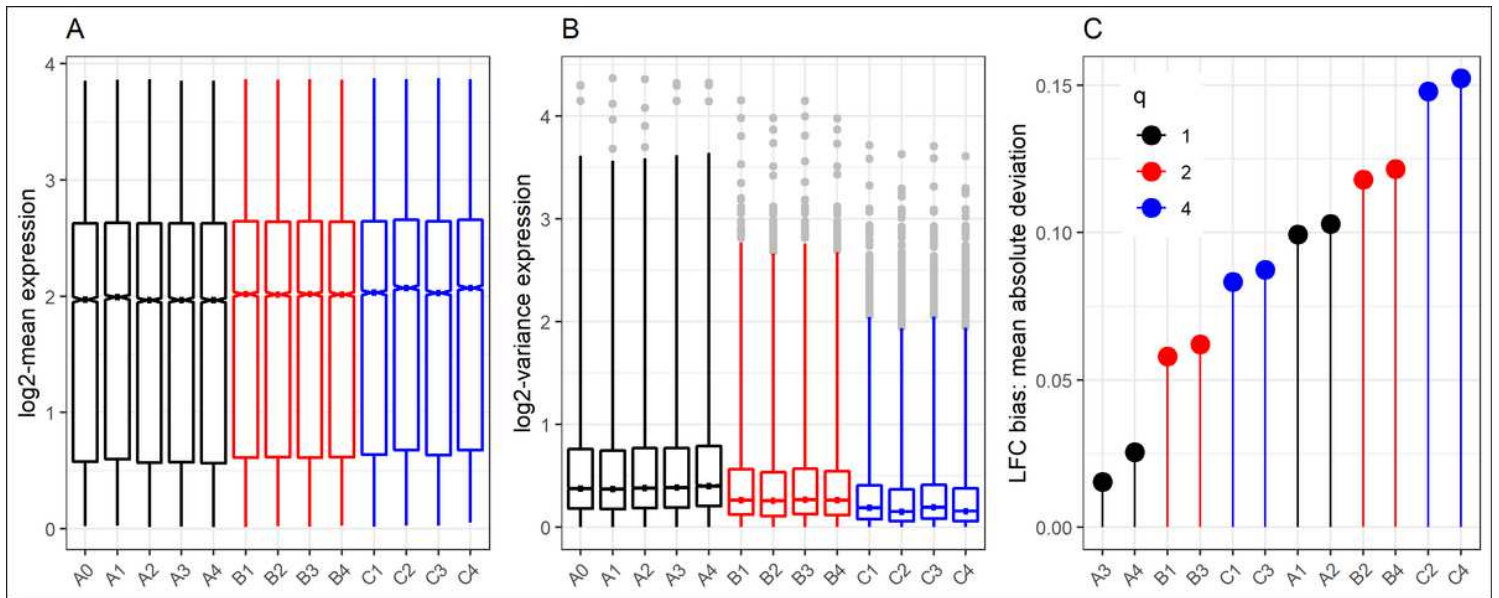 A
log2-mean expression
4
3
2
1
0
A0 A1 A2 A3 A4 B1 B2 B3 B4 C1 C2 C3 C4
B
log2-variance expression
4
3
2
1
0
A0 A1 A2 A3 A4 B1 B2 B3 B4 C1 C2 C3 C4
C
LFC bias: mean absolute deviation
0.15
0.10
0.05
0.00
q
1
2
4
A3 A4 B1 B3 C1 C3 A1 A2 B2 B4 C2 C4